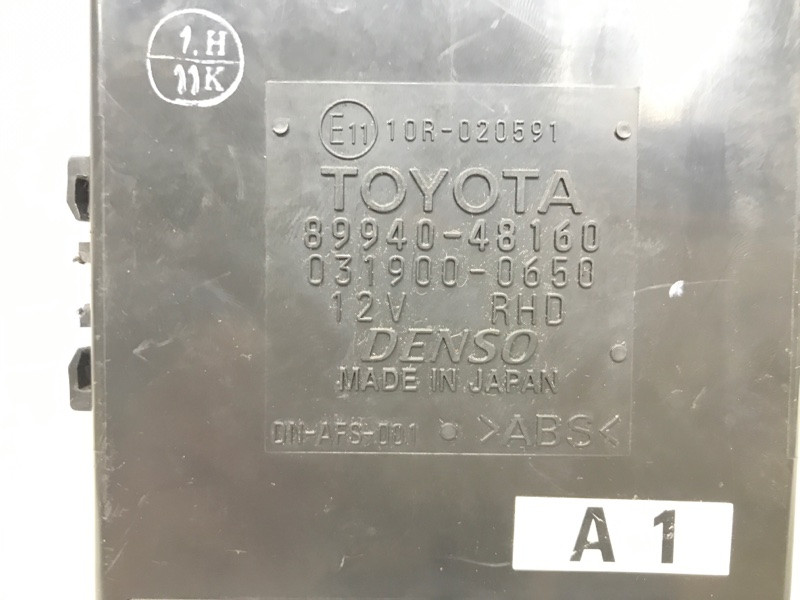 1.H
11K
E11 10R-020591
TOYOTA
89940-48160
031900-0650
12V RHD
DENSO
MADE IN JAPAN
DN-AFS-001 >ABS<
A 1